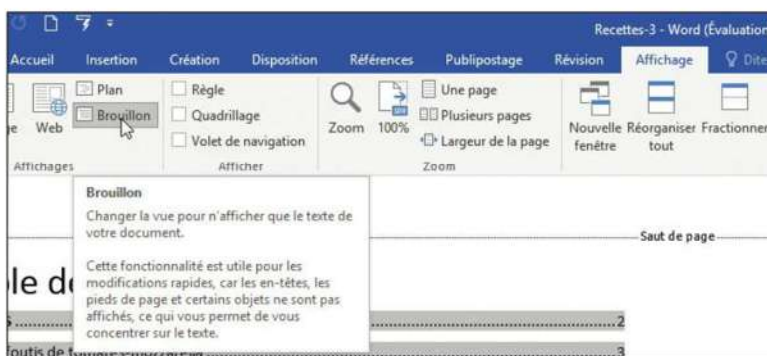 Recettes-3 - Word (Évaluation
Accueil Insertion Création Disposition Références Publipostage Révision Affichage Dite
Plan
Brouillon
Web
Affichages
Règle
Quadrillage
Volet de navigation
Afficher
Zoom 100%
Une page
Plusieurs pages
Largeur de la page
Zoom
Nouvelle fenêtre
Réorganiser tout
Fractionner
Brouillon
Changer la vue pour n'afficher que le texte de
votre document.
Cette fonctionnalité est utile pour les
modifications rapides, car les en-têtes, les
pieds de page et certains objets ne sont pas
affichés, ce qui vous permet de vous
concentrer sur le texte.
Saut de page
le d
2
3